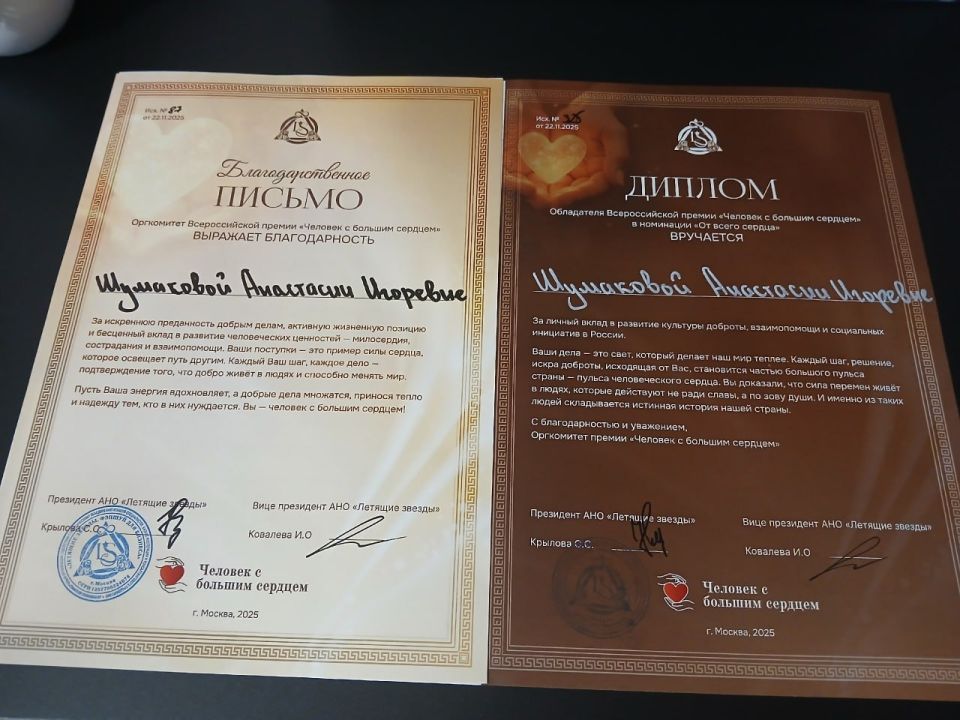 Исх. № 87
от 22.11.2025
Благодарственное
ПИСЬМО
Оргкомитет Всероссийской премии «Человек с большим сердцем»
ВЫРАЖАЕТ БЛАГОДАРНОСТЬ
Шумаковой Анастасии Игоревне
За искреннюю преданность добрым делам, активную жизненную позицию
и бесценный вклад в развитие человеческих ценностей — милосердия,
сострадания и взаимопомощи. Ваши поступки — это пример силы сердца,
которое освещает путь другим. Каждый Ваш шаг, каждое дело —
подтверждение того, что добро живёт в людях и способно менять мир.
Пусть Ваша энергия вдохновляет, а добрые дела множатся, принося тепло
и надежду тем, кто в них нуждается. Вы — человек с большим сердцем!
Президент АНО «Летящие звезды»
Вице президент АНО «Летящие звезды»
Крылова С.С.
Ковалева И.О
г. Москва
Человек с
большим сердцем
г. Москва, 2025
Исх. №
от 22.11.2025
ДИПЛОМ
Обладателя Всероссийской премии «Человек с большим сердцем»
в номинации «От всего сердца»
ВРУЧАЕТСЯ
Шумаковой Анастасии Игоревне
За личный вклад в развитие культуры доброты, взаимопомощи и социальных
инициатив в России.
Ваши дела — это свет, который делает наш мир теплее. Каждый шаг, решение,
искра доброты, исходящая от Вас, становится частью большого пульса
страны — пульса человеческого сердца. Вы доказали, что сила перемен живёт
в людях, которые действуют не ради славы, а по зову души. И именно из таких
людей складывается истинная история нашей страны.
С благодарностью и уважением,
Оргкомитет премии «Человек с большим сердцем»
Президент АНО «Летящие звезды»
Вице президент АНО «Летящие звезды»
Крылова С.С.
Ковалева И.О
Человек с
большим сердцем
г. Москва, 2025